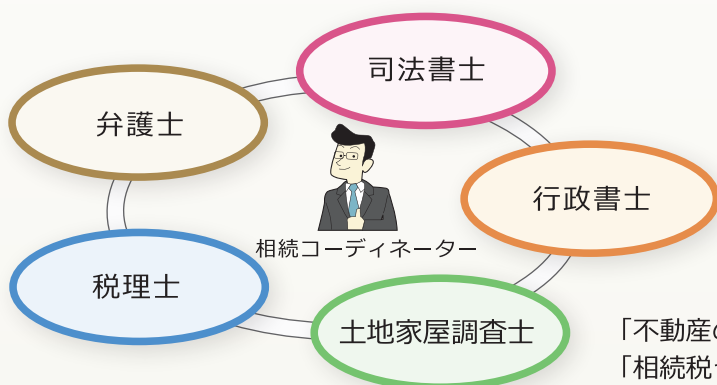 司法書士
弁護士
行政書士
相続コーディネーター
税理士
土地家屋調査士
「不動産の
「相続税